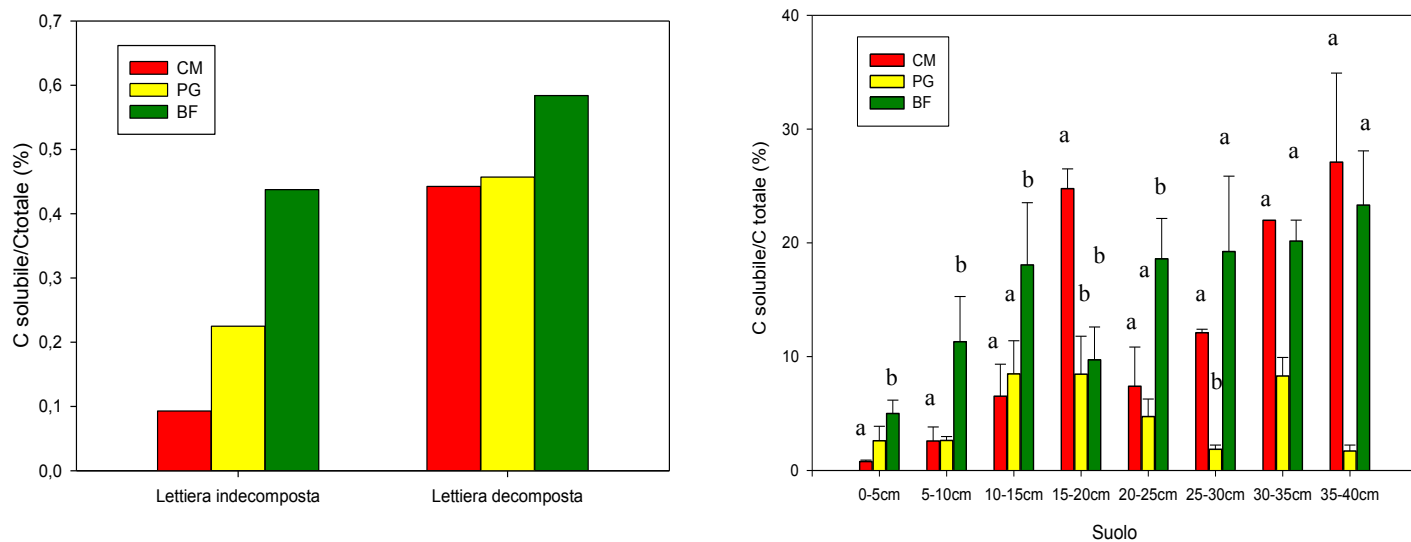 C solubile/Ctotale (%)
0,7
0,6
0,5
0,4
0,3
0,2
0,1
0,0
CM
PG
BF
Lettiera indecomposta
Lettiera decomposta
C solubile/C totale (%)
40
30
20
10
0
CM
PG
BF
a
a
a
a
a
b
b
b
a
a
a
a
b
b
a
a
b
a
b
0-5cm 5-10cm 10-15cm 15-20cm 20-25cm 25-30cm 30-35cm 35-40cm
Suolo